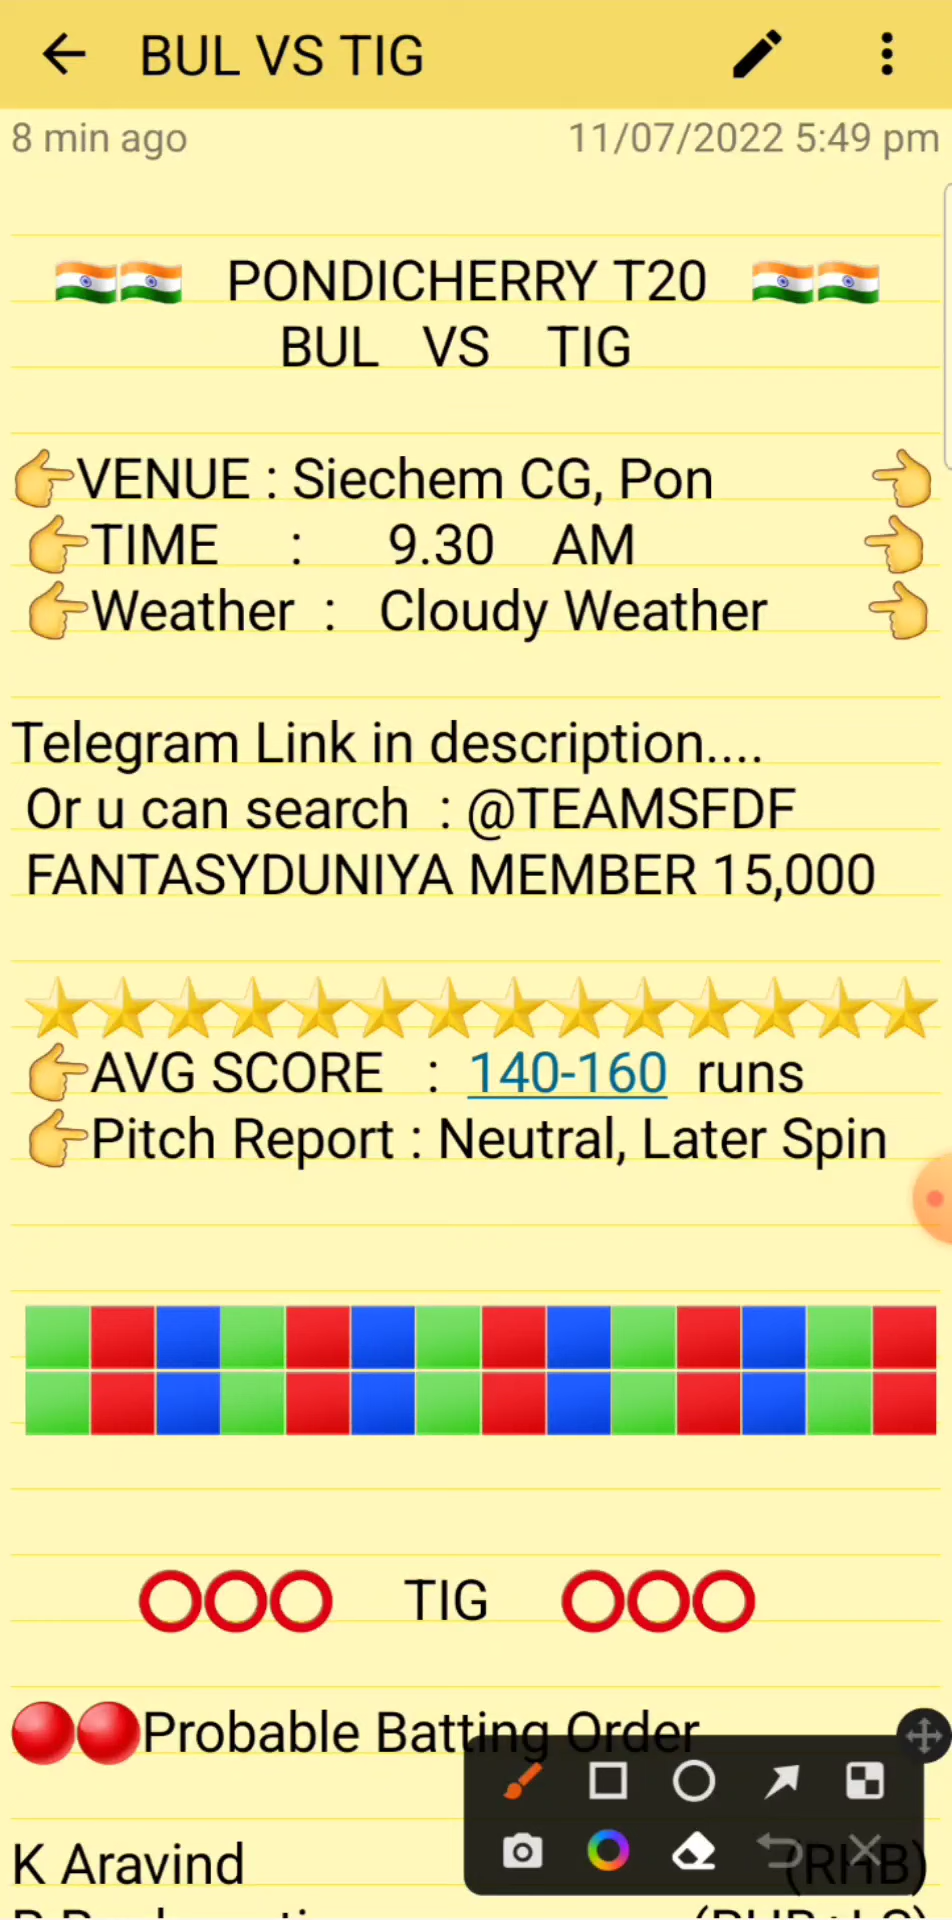 BUL VS TIG
8 min ago 11/07/2022 5:49 pm
PONDICHERRY T20
BUL VS TIG
VENUE : Siechem CG, Pon
TIME : 9.30 AM
Weather : Cloudy Weather
Telegram Link in description....
Or u can search : @TEAMSFDF
FANTASYDUNIYA MEMBER 15,000
AVG SCORE : 140-160 runs
Pitch Report : Neutral, Later Spin
TIG
Probable Batting Order
K Aravind (RHB)